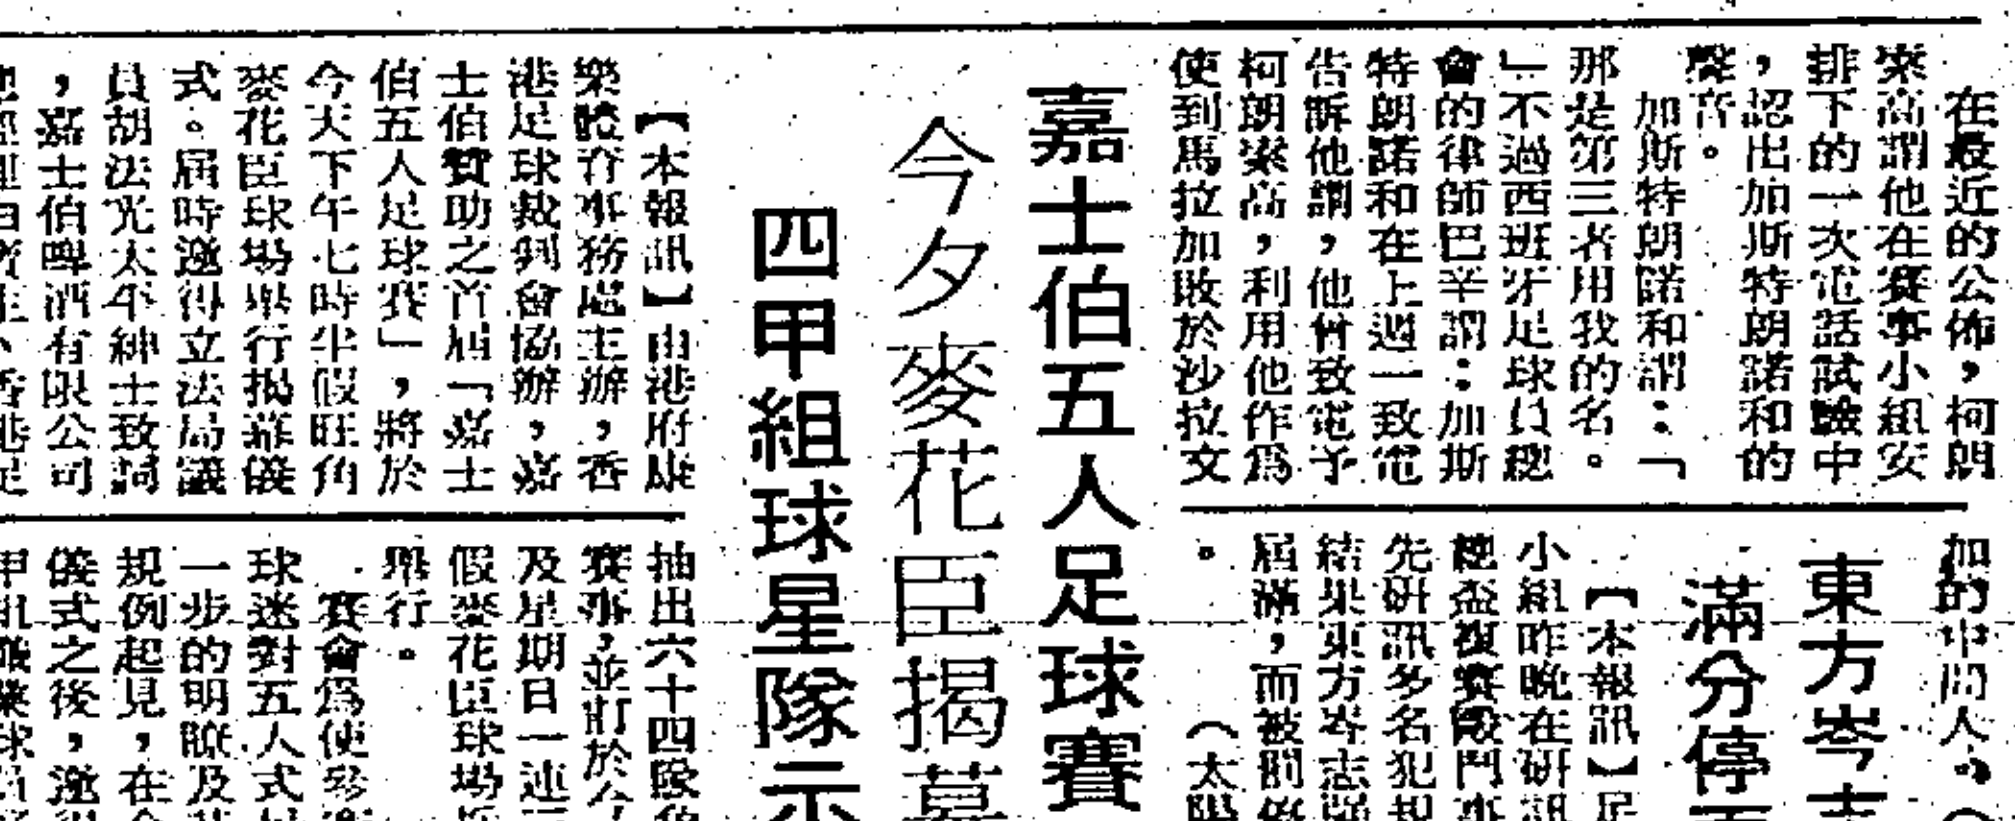 在最近的公佈，柯朗
索高謂他在賽事小組安
排下的一次電話試驗中
，認出加斯特朗諾和的
聲音。
加斯特朗諾和謂：「
那是第三者用我的名。
」不過西班牙足球員總
會的律師巴辛謂：加斯
特朗諾和在上週一致電
告訴他謂，他曾致電予
柯朗索高，利用他作為
使到馬拉加敗於沙拉文
加的中間人。
東方岑志
滿分停
【本報訊】足
小組昨晚在研訊
總盃複賽
先研訊多名犯規
結果東方岑志
屆滿，而被罰停
。
（太陽
嘉士伯五人足球賽
今夕麥花臣揭幕
四甲組球星隊示
【本報訊】由港府康
樂體育事務處主辦，香
港足球裁判會協辦，嘉
士伯贊助之首屆「嘉士
伯五人足球賽」，將於
今天下午七時半假旺角
麥花臣球場舉行揭幕儀
式。屆時邀得立法局議
員胡法光太平紳士致詞
，嘉士伯啤酒有限公司
抽出六十四隊
賽事，並訂於今
及星期日一連
假麥花臣球場
舉行。
賽會為使參
球迷對五人式
一步的明瞭及
規例起見，在
儀式之後，邀
甲組職業球員